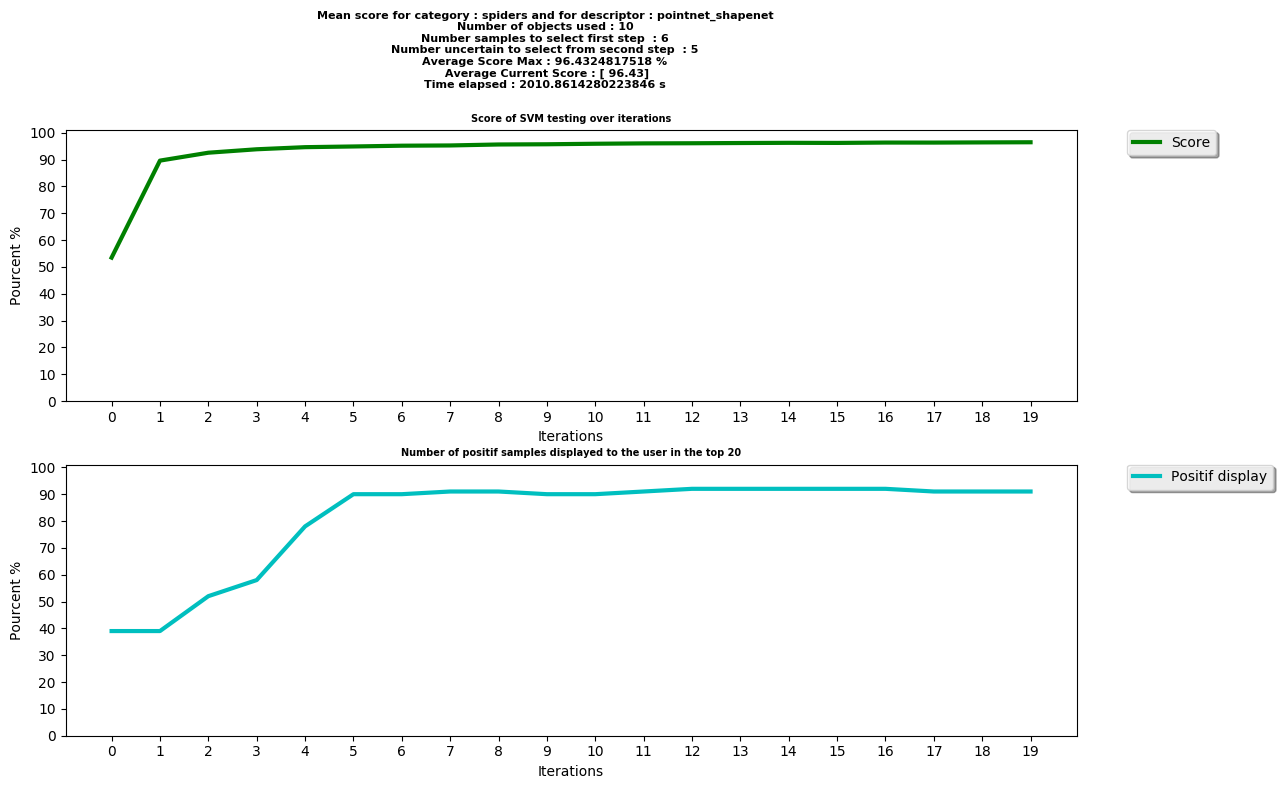 Mean score for category : spiders and for descriptor : pointnet_shapenet
Number of objects used : 10
Number samples to select first step  : 6
Number uncertain to select from second step  : 5
Average Score Max : 96.4324817518 %
Average Current Score : [ 96.43]
Time elapsed : 2010.8614280223846 s
Score of SVM testing over iterations
Score
Pourcent %
100
90
80
70
60
50
40
30
20
10
0
0 1 2 3 4 5 6 7 8 9 10 11 12 13 14 15 16 17 18 19
Iterations
Number of positif samples displayed to the user in the top 20
Positif display
Pourcent %
100
90
80
70
60
50
40
30
20
10
0
0 1 2 3 4 5 6 7 8 9 10 11 12 13 14 15 16 17 18 19
Iterations